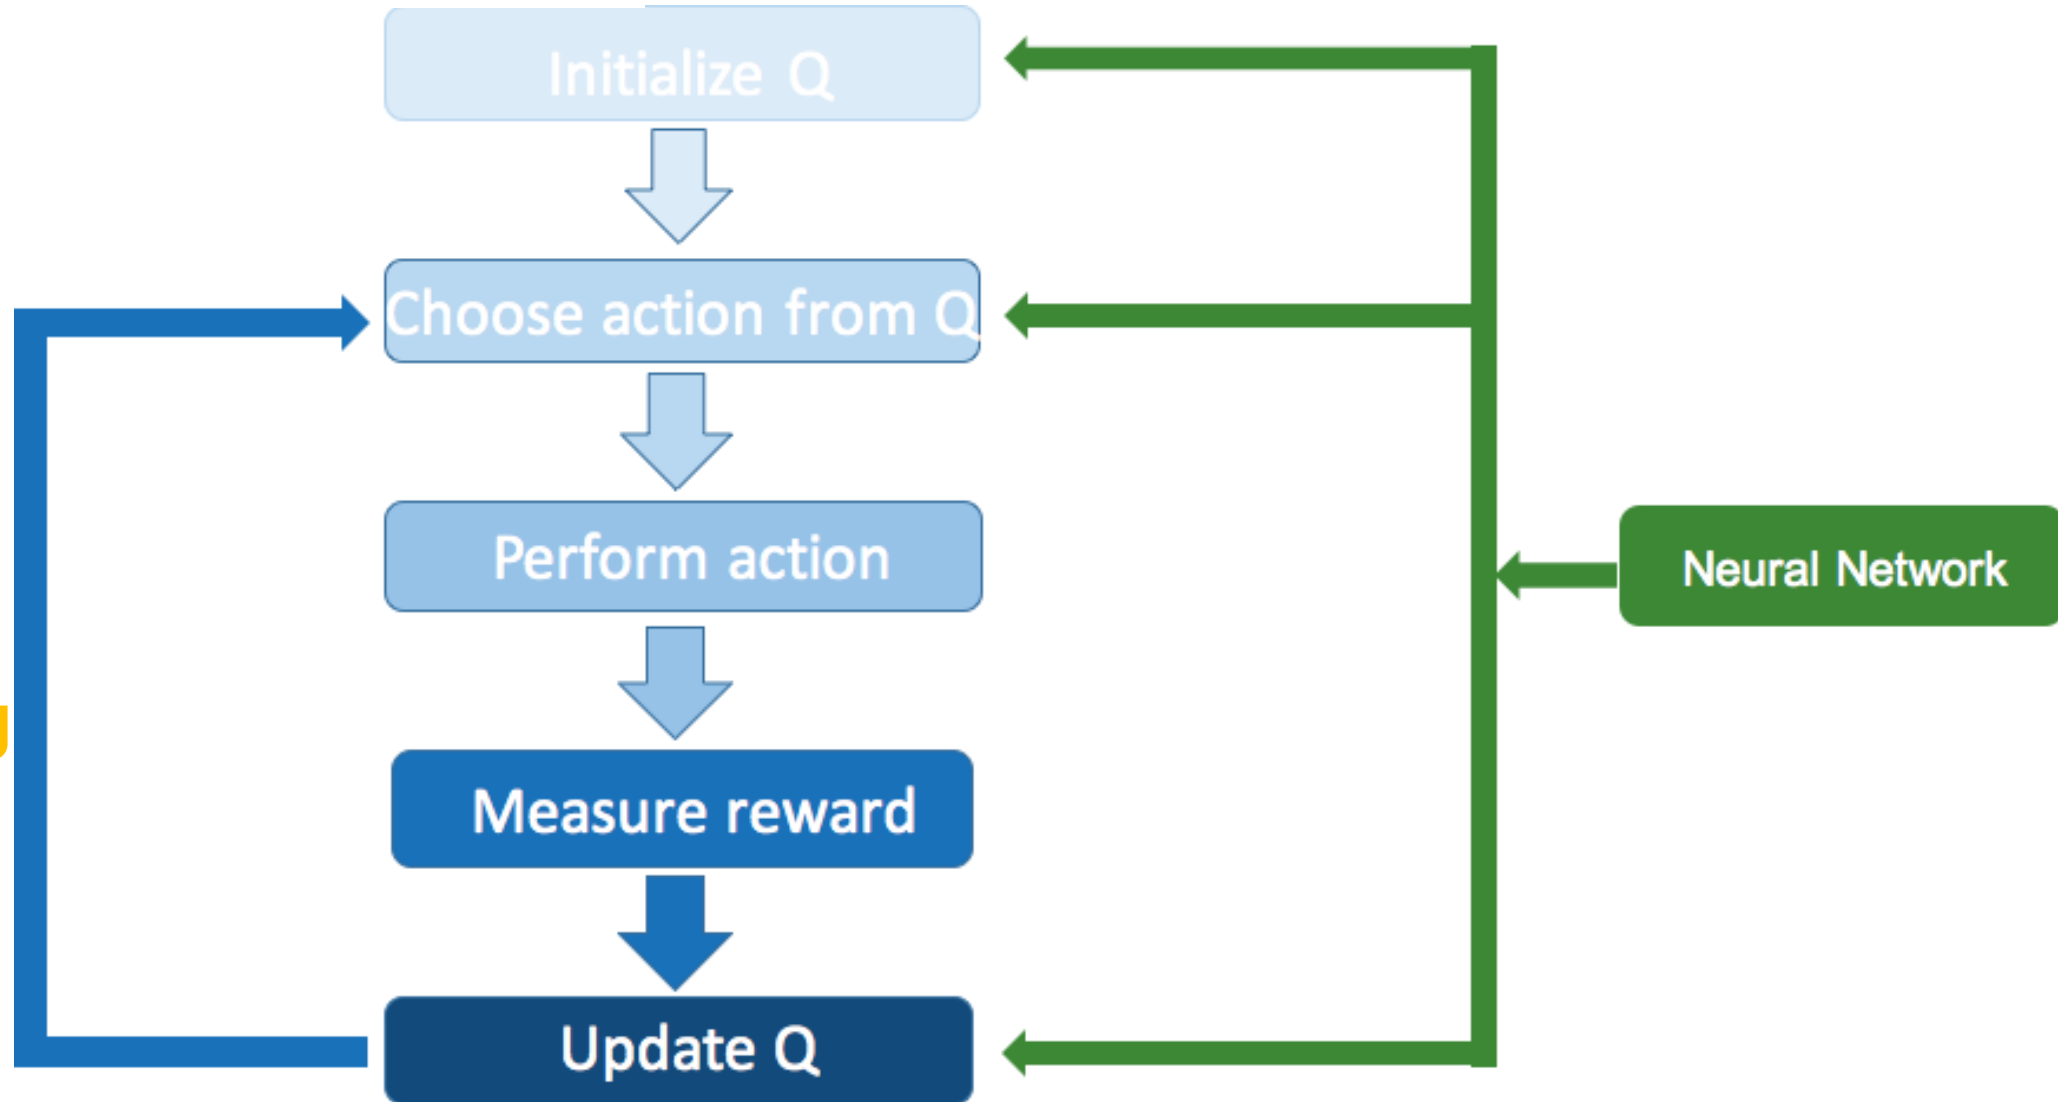 Initialize Q
Choose action from Q
Perform action
Neural Network
Measure reward
Update Q